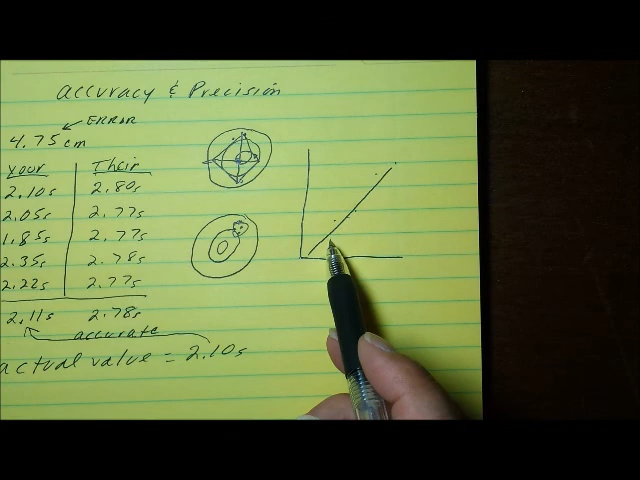 Accuracy & Precision
ERROR
4.75 cm
Your Their
2.10s 2.80s
2.05s 2.77s
1.85s 2.77s
2.35s 2.78s
2.22s 2.77s
2.11s 2.78s
accurate
actual value = 2.10s